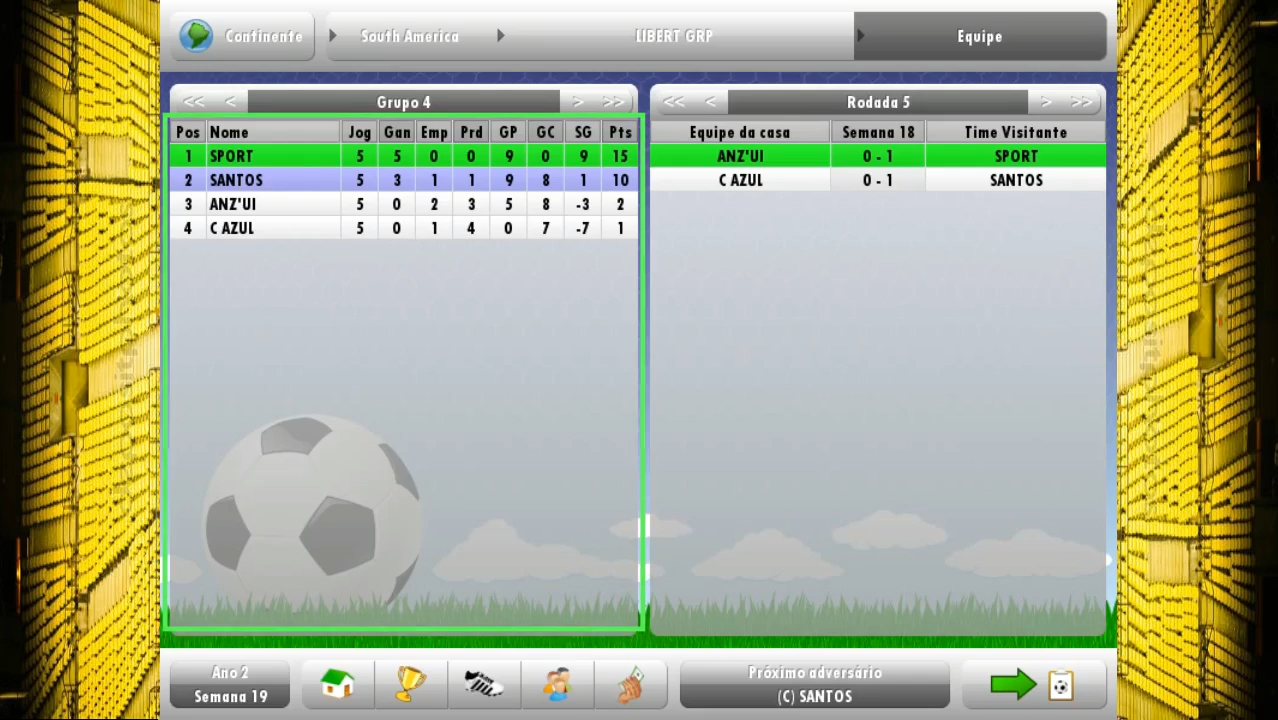 Continente South America LIBERT GRP Equipe
<< < Grupo 4 > >>
Pos Nome Jog Gan Emp Prd GP GC SG Pts
1 SPORT 5 5 0 0 9 0 9 15
2 SANTOS 5 3 1 1 9 8 1 10
3 ANZ'UI 5 0 2 3 5 8 -3 2
4 C AZUL 5 0 1 4 0 7 -7 1
<< < Rodada 5 > >>
Equipe da casa Semana 18 Time Visitante
ANZ'UI 0 - 1 SPORT
C AZUL 0 - 1 SANTOS
Ano 2
Semana 19
Próximo adversário
(C) SANTOS